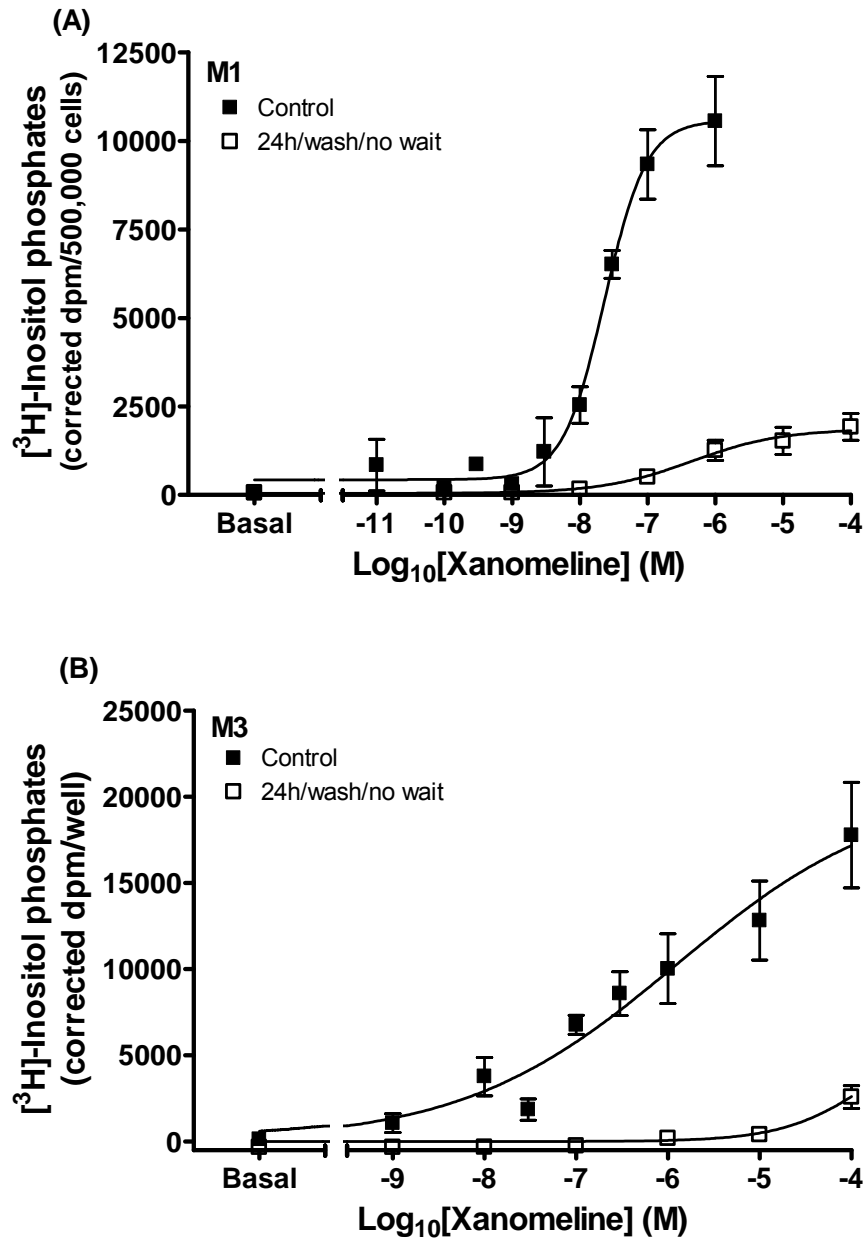 (A)
12500
10000
7500
5000
2500
0
[³H]-Inositol phosphates
(corrected dpm/500,000 cells)
M1
■ Control
□ 24h/wash/no wait
Basal -11 -10 -9 -8 -7 -6 -5 -4
Log₁₀[Xanomeline] (M)
(B)
25000
20000
15000
10000
5000
0
[³H]-Inositol phosphates
(corrected dpm/well)
M3
■ Control
□ 24h/wash/no wait
Basal -9 -8 -7 -6 -5 -4
Log₁₀[Xanomeline] (M)